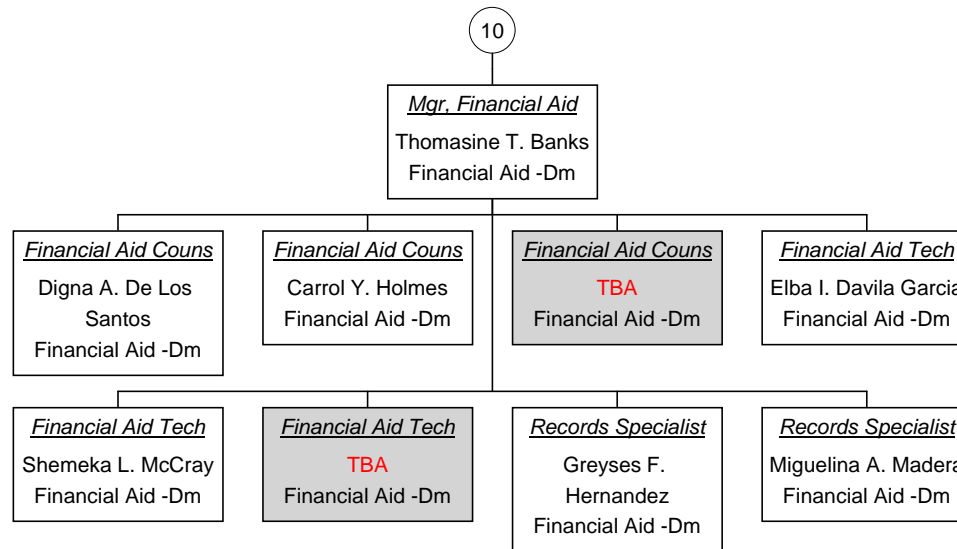 10
Mgr, Financial Aid
Thomasine T. Banks
Financial Aid -Dm
Financial Aid Couns
Digna A. De Los
Santos
Financial Aid -Dm
Financial Aid Couns
Carrol Y. Holmes
Financial Aid -Dm
Financial Aid Couns
TBA
Financial Aid -Dm
Financial Aid Tech
Elba I. Davila Garcia
Financial Aid -Dm
Financial Aid Tech
Shemeka L. McCray
Financial Aid -Dm
Financial Aid Tech
TBA
Financial Aid -Dm
Records Specialist
Greyses F.
Hernandez
Financial Aid -Dm
Records Specialist
Miguelina A. Madera
Financial Aid -Dm